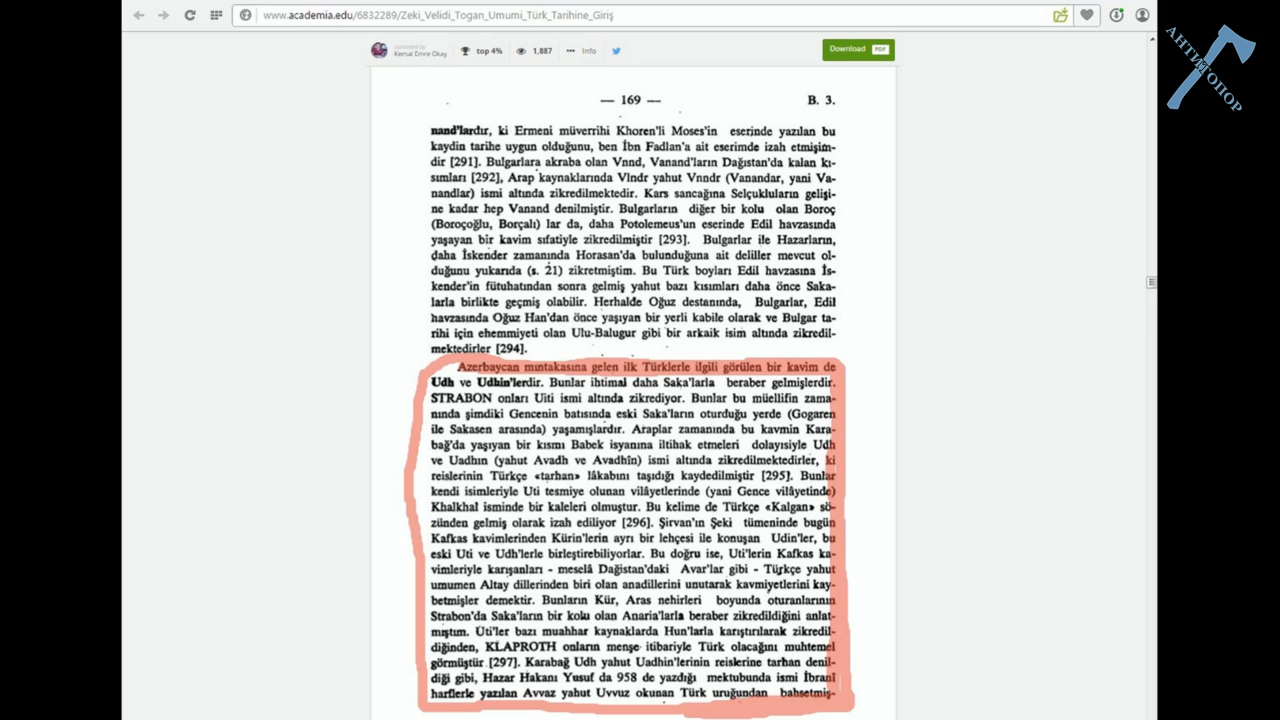 www.academia.edu/6832289/Zeki_Velidi_Togan_Umumi_Türk_Tarihine_Giriş
АНТИТОПОР
uploaded by
Kemal Emre Okay
top 4%
1,887
••• Info
Download PDF
— 169 — B. 3.
nand'lardır, ki Ermeni müverrihi Khoren'li Moses'in eserinde yazılan bu
kaydin tarihe uygun olduğunu, ben İbn Fadlan'a ait eserimde izah etmişim-
dir [291]. Bulgarlara akraba olan Vnnd, Vanand'ların Dağıstan'da kalan kı-
sımları [292], Arap kaynaklarında Vlndr yahut Vnndr (Vanandar, yani Va-
nandlar) ismi altında zikredilmektedir. Kars sancağına Selçukluların gelişi-
ne kadar hep Vanand denilmiştir. Bulgarların diğer bir kolu olan Boroç
(Boroçoğlu, Borçalı) lar da, daha Potolemeus'un eserinde Edil havzasında
yaşayan bir kavim sıfatiyle zikredilmiştir [293]. Bulgarlar ile Hazarların,
daha İskender zamanında Horasan'da bulunduğuna ait deliller mevcut ol-
duğunu yukarıda (s. 21) zikretmiştim. Bu Türk boyları Edil havzasına İs-
kender'in fütuhatından sonra gelmiş yahut bazı kısımları daha önce Saka-
larla birlikte geçmiş olabilir. Herhalde Oğuz destanında, Bulgarlar, Edil
havzasında Oğuz Han'dan önce yaşıyan bir yerli kabile olarak ve Bulgar ta-
rihi için ehemmiyeti olan Ulu-Balugur gibi bir arkaik isim altında zikredil-
mektedirler [294].
Azerbaycan mıntakasına gelen ilk Türklerle ilgili görülen bir kavim de
Udh ve Udhin'lerdir. Bunlar ihtimal daha Saka'larla beraber gelmişlerdir.
STRABON onları Uiti ismi altında zikrediyor. Bunlar bu müellifin zama-
nında şimdiki Gencenin batısında eski Saka'ların oturduğu yerde (Gogaren
ile Sakasen arasında) yaşamışlardır. Araplar zamanında bu kavmin Kara-
bağ'da yaşıyan bir kısmı Babek isyanına iltihak etmeleri dolayısiyle Udh
ve Uadhın (yahut Avadh ve Avadhîn) ismi altında zikredilmektedirler, ki
reislerinin Türkçe «tarhan» lâkabını taşıdığı kaydedilmiştir [295]. Bunlar
kendi isimleriyle Uti tesmiye olunan vilâyetlerinde (yani Gence vilâyetinde)
Khalkhal isminde bir kaleleri olmuştur. Bu kelime de Türkçe «Kalgan» sö-
zünden gelmiş olarak izah ediliyor [296]. Şirvan'ın Şeki tümeninde bugün
Kafkas kavimlerinden Kürin'lerin ayrı bir lehçesi ile konuşan Udin'ler, bu
eski Uti ve Udh'lerle birleştirebiliyorlar. Bu doğru ise, Uti'lerin Kafkas ka-
vimleriyle karışanları - meselâ Dağistan'daki Avar'lar gibi - Türkçe yahut
umumen Altay dillerinden biri olan anadillerini unutarak kavmiyetlerini kay-
betmişler demektir. Bunların Kür, Aras nehirleri boyunda oturanlarının
Strabon'da Saka'ların bir kolu olan Anaria'larla beraber zikredildiğini anlat-
mıştım. Uti'ler bazı muahhar kaynaklarda Hun'larla karıştırılarak zikredil-
diğinden, KLAPROTH onların menşe itibariyle Türk olacağını muhtemel
görmüştür [297]. Karabağ Udh yahut Uadhin'lerinin reislerine tarhan denil-
diği gibi, Hazar Hakanı Yusuf da 958 de yazdığı mektubunda ismi İbranî
harflerle yazılan Avvaz yahut Uvvuz okunan Türk uruğundan bahsetmiş-